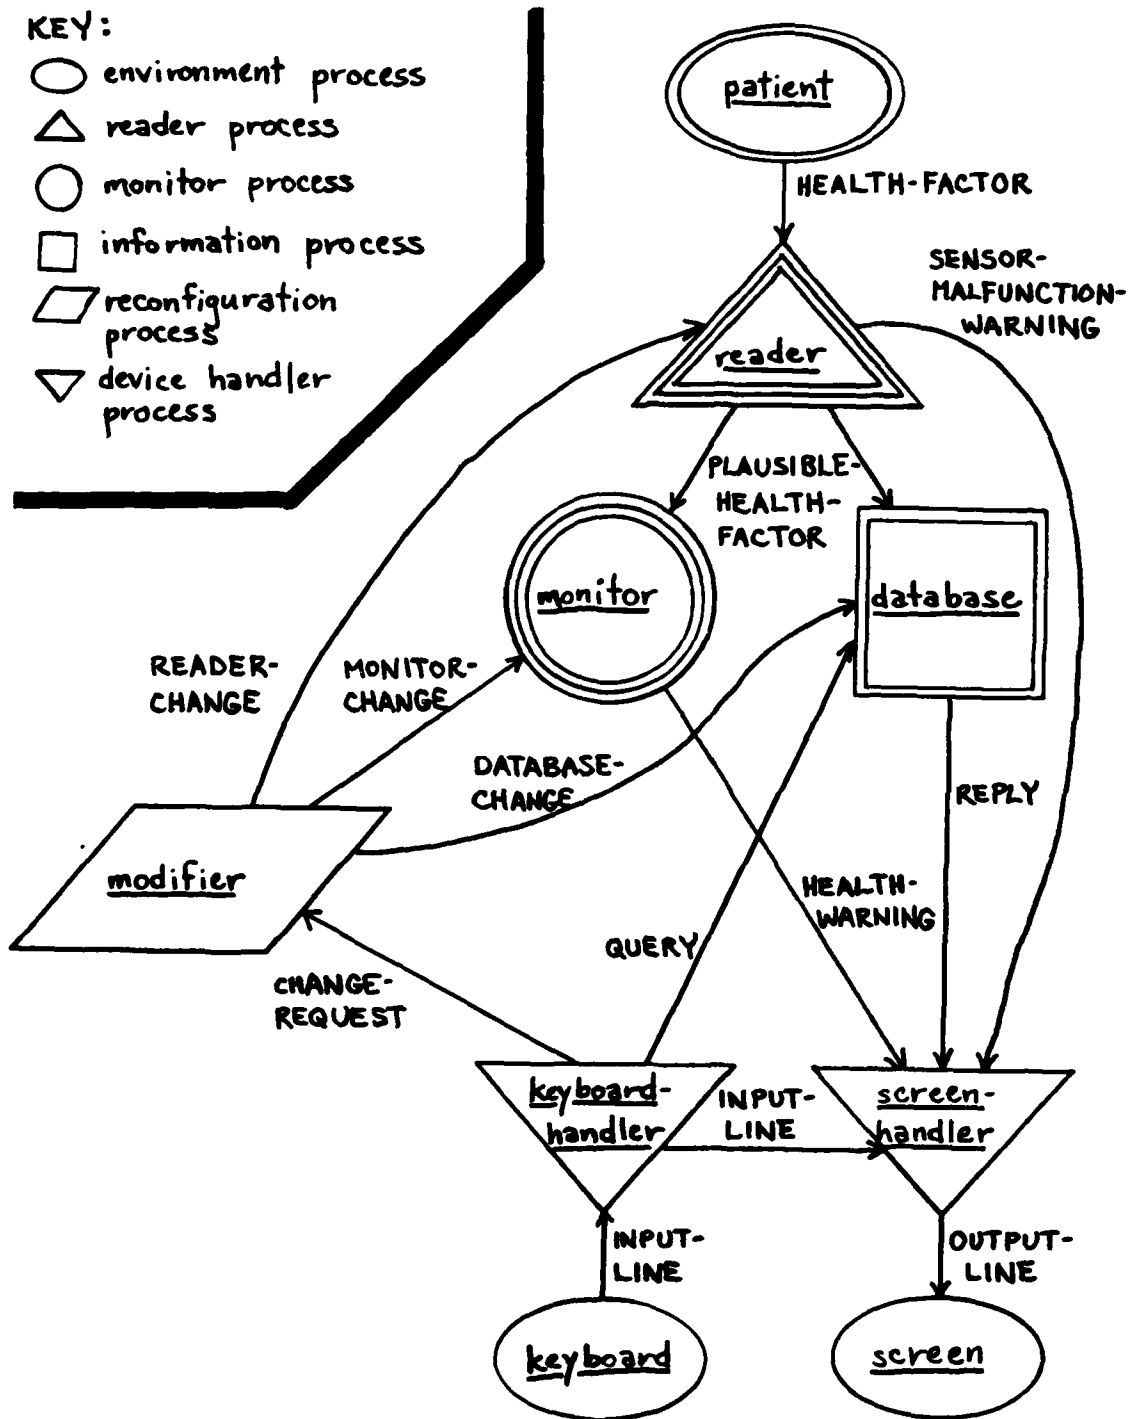 KEY:
environment process
reader process
monitor process
information process
reconfiguration
process
device handler
process
patient
HEALTH-FACTOR
SENSOR-
MALFUNCTION-
WARNING
reader
PLAUSIBLE-
HEALTH-
FACTOR
monitor
database
READER-
CHANGE
MONITOR-
CHANGE
DATABASE-
CHANGE
REPLY
modifier
HEALTH-
WARNING
QUERY
CHANGE-
REQUEST
keyboard-
handler
INPUT-
LINE
screen-
handler
INPUT-
LINE
OUTPUT-
LINE
keyboard
screen